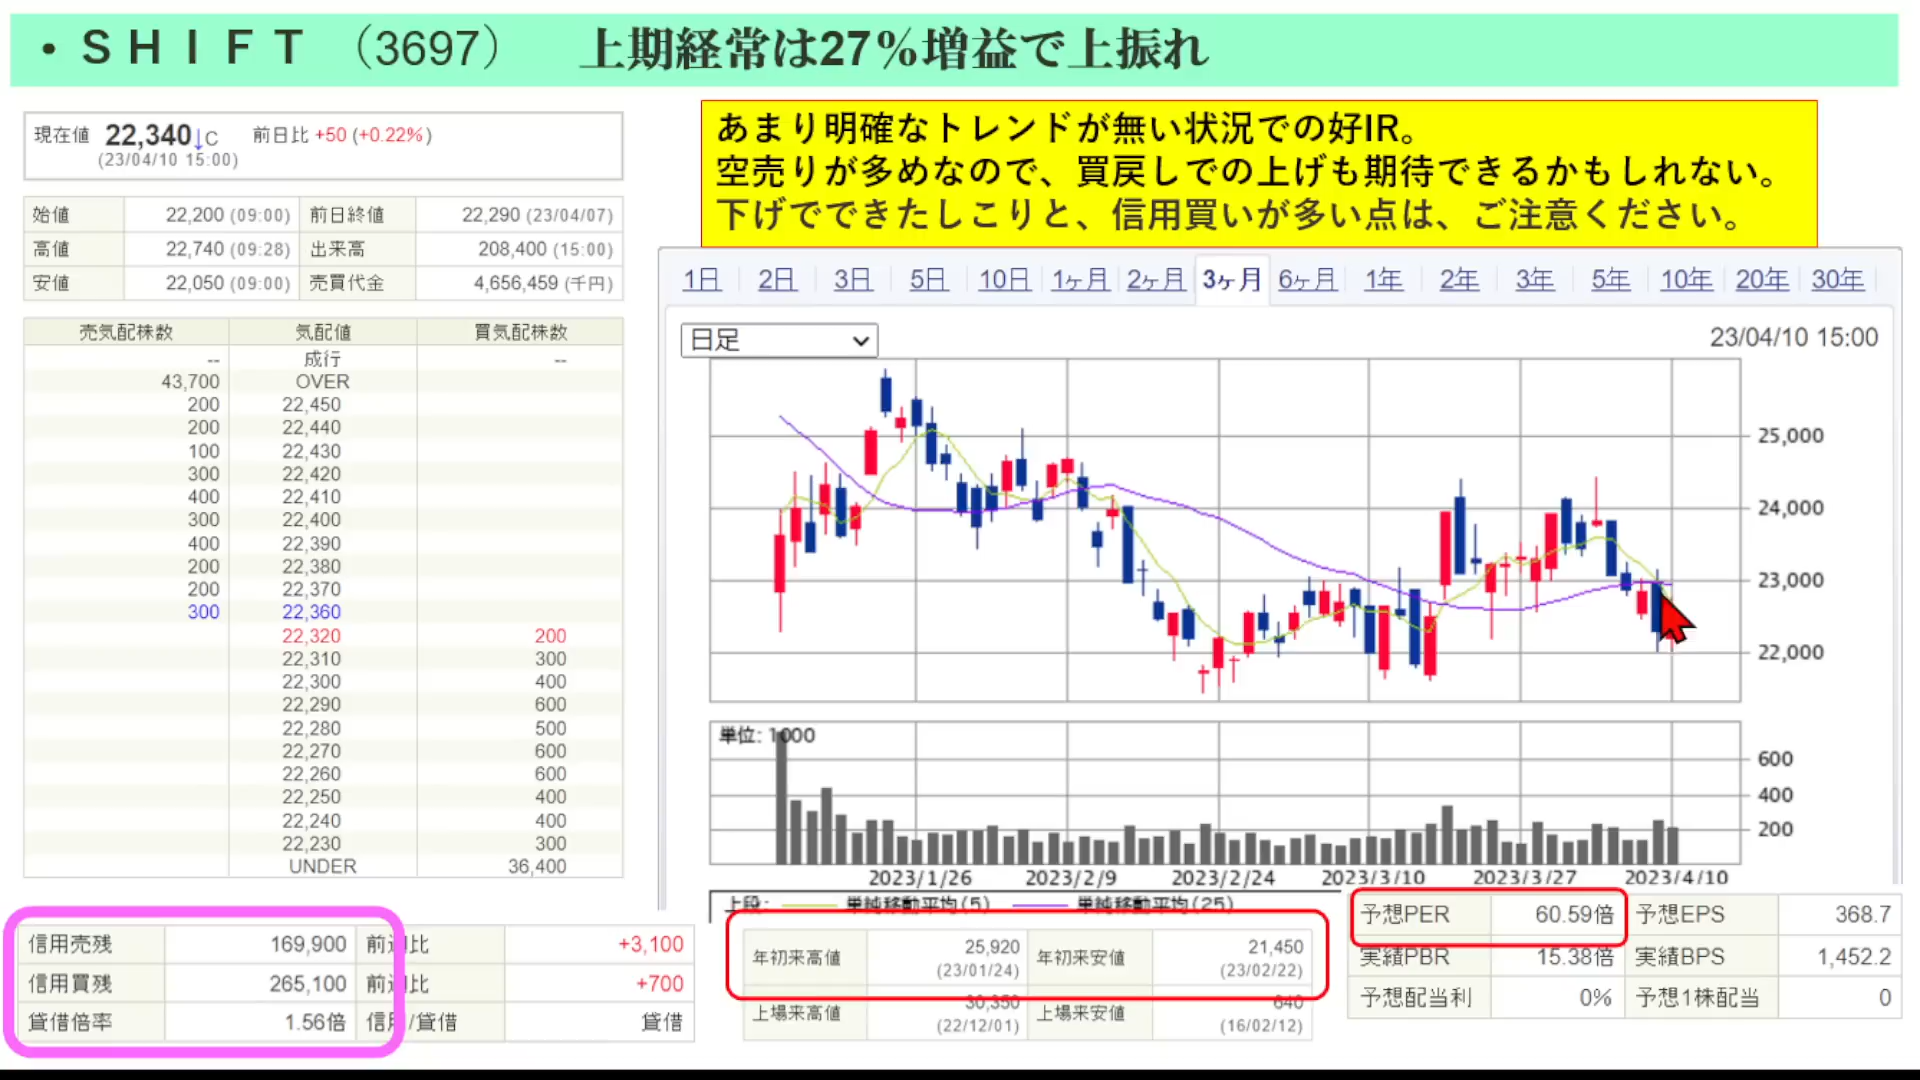 ・ＳＨＩＦＴ（3697）　上期経常は27％増益で上振れ
現在値 22,340↓C 前日比 +50 (+0.22%)
(23/04/10 15:00)
始値 22,200 (09:00) 前日終値 22,290 (23/04/07)
高値 22,740 (09:28) 出来高 208,400 (15:00)
安値 22,050 (09:00) 売買代金 4,656,459 (千円)
売気配株数 気配値 買気配株数
-- 成行 --
43,700 OVER
200 22,450
200 22,440
100 22,430
300 22,420
400 22,410
300 22,400
400 22,390
200 22,380
200 22,370
300 22,360
22,320 200
22,310 300
22,300 400
22,290 600
22,280 500
22,270 600
22,260 600
22,250 400
22,240 400
22,230 300
UNDER 36,400
信用売残 169,900 前週比 +3,100
信用買残 265,100 前週比 +700
貸借倍率 1.56倍 信用/貸借 貸借
あまり明確なトレンドが無い状況での好IR。
空売りが多めなので、買戻しでの上げも期待できるかもしれない。
下げでできたしこりと、信用買いが多い点は、ご注意ください。
1日 2日 3日 5日 10日 1ヶ月 2ヶ月 3ヶ月 6ヶ月 1年 2年 3年 5年 10年 20年 30年
日足 23/04/10 15:00
25,000
24,000
23,000
22,000
単位: 1000
600
400
200
2023/1/26 2023/2/9 2023/2/24 2023/3/10 2023/3/27 2023/4/10
上段: 単純移動平均(5) 単純移動平均(25)
年初来高値 25,920 (23/01/24) 年初来安値 21,450 (23/02/22)
上場来高値 30,350 (22/12/01) 上場来安値 640 (16/02/12)
予想PER 60.59倍 予想EPS 368.7
実績PBR 15.38倍 実績BPS 1,452.2
予想配当利 0% 予想1株配当 0